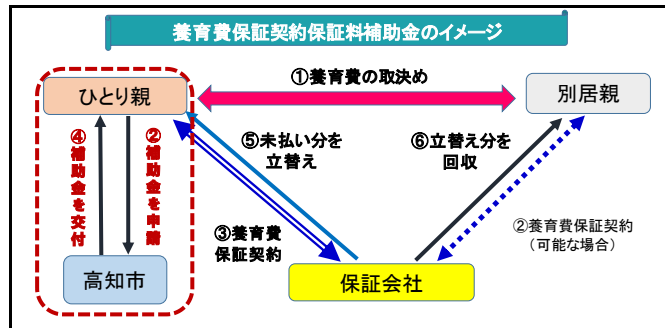 養育費保証契約保証料補助金のイメージ
①養育費の取決め
ひとり親
別居親
④補助金を交付
②補助金を申請
⑤未払い分を
立替え
⑥立替え分を
回収
③養育費
保証契約
②養育費保証契約
(可能な場合)
高知市
保証会社